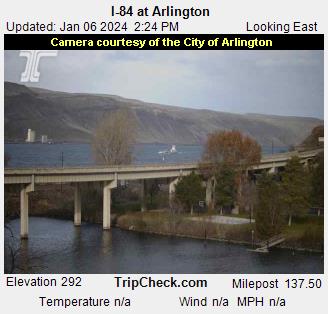 I-84 at Arlington
Updated: Jan 06 2024 2:24 PM Looking East
Camera courtesy of the City of Arlington
Elevation 292 TripCheck.com Milepost 137.50
Temperature n/a Wind n/a MPH n/a